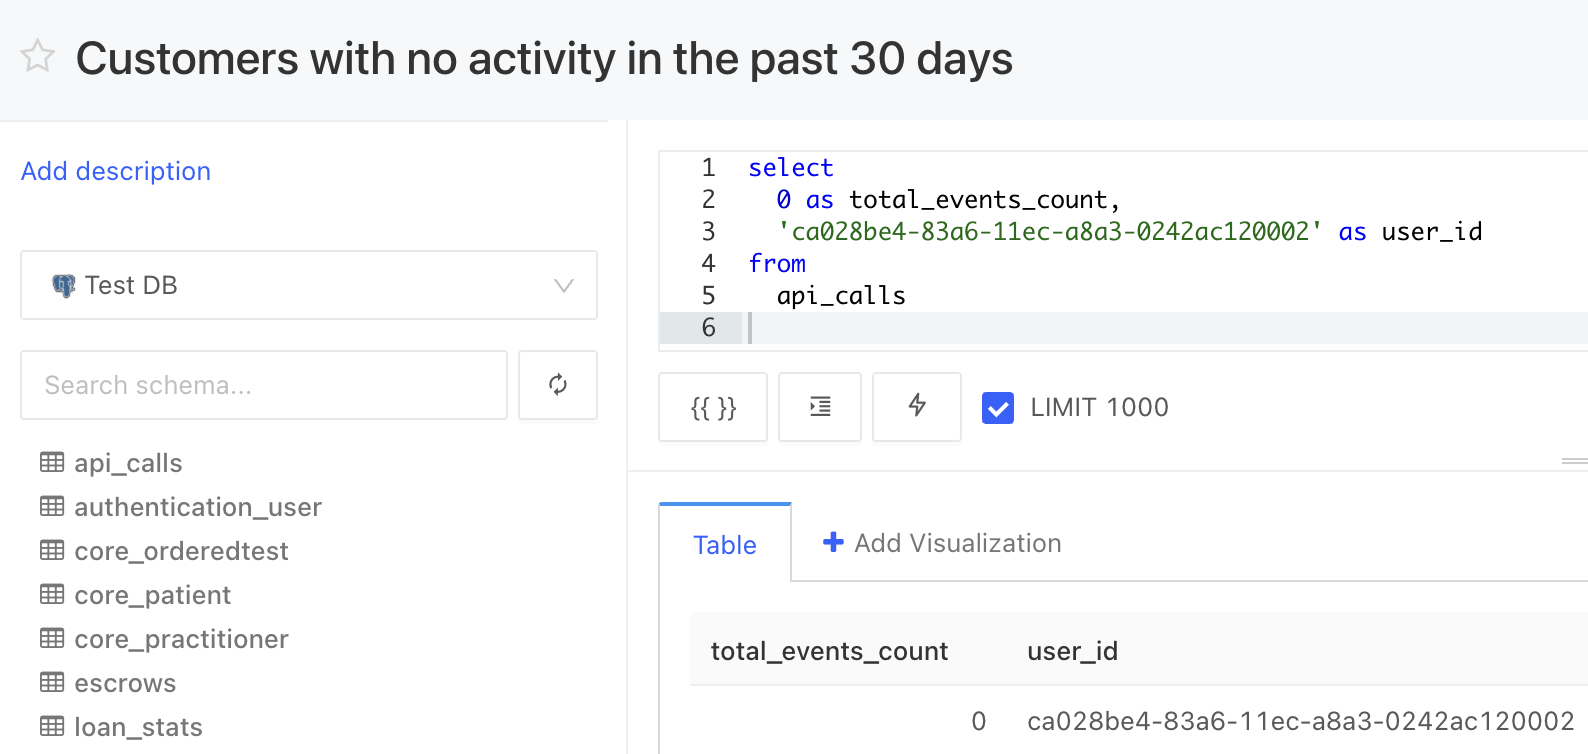 Customers with no activity in the past 30 days
Add description
Test DB
Search schema...
api_calls
authentication_user
core_orderedtest
core_patient
core_practitioner
escrows
loan_stats
1 select
2 0 as total_events_count,
3 'ca028be4-83a6-11ec-a8a3-0242ac120002' as user_id
4 from
5 api_calls
6
{{ }}
LIMIT 1000
Table
Add Visualization
total_events_count user_id
0 ca028be4-83a6-11ec-a8a3-0242ac120002